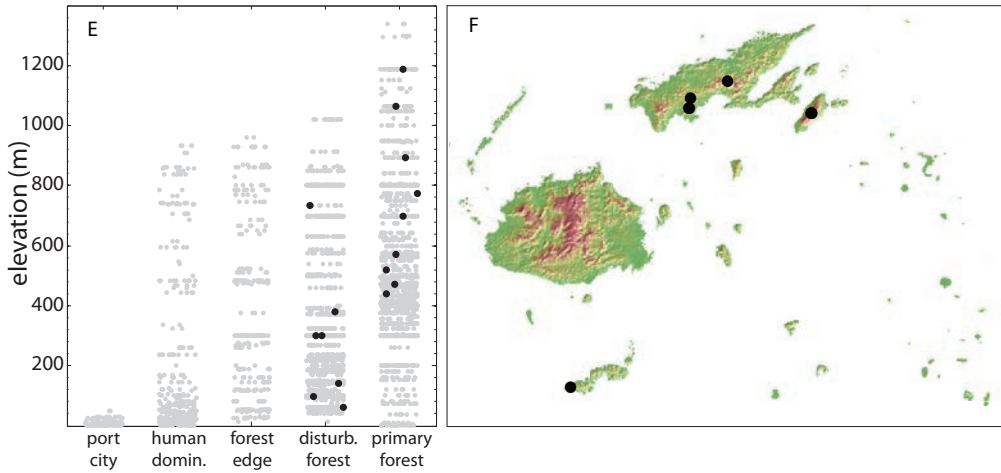 E
F
1200
1000
800
600
400
200
elevation (m)
port city
human domin.
forest edge
disturb. forest
primary forest